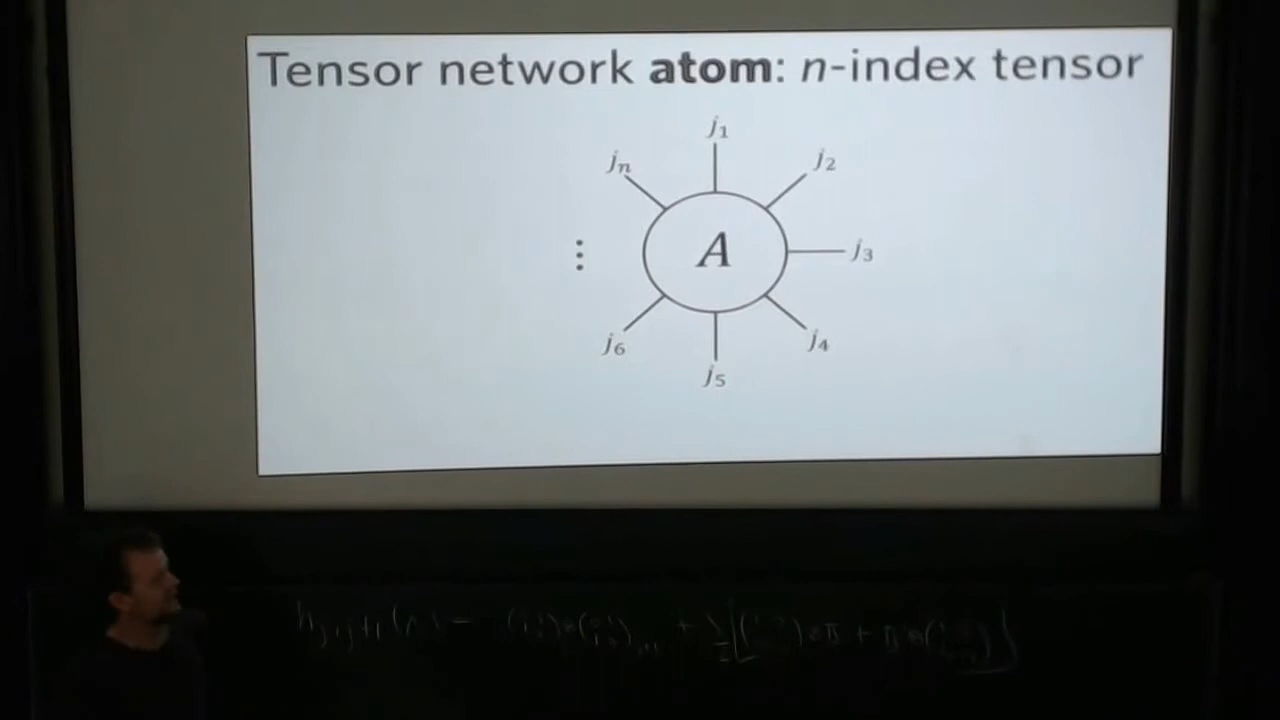 Tensor network atom: n-index tensor
j₁
jₙ
j₂
⋮
A
j₃
j₆
j₄
j₅